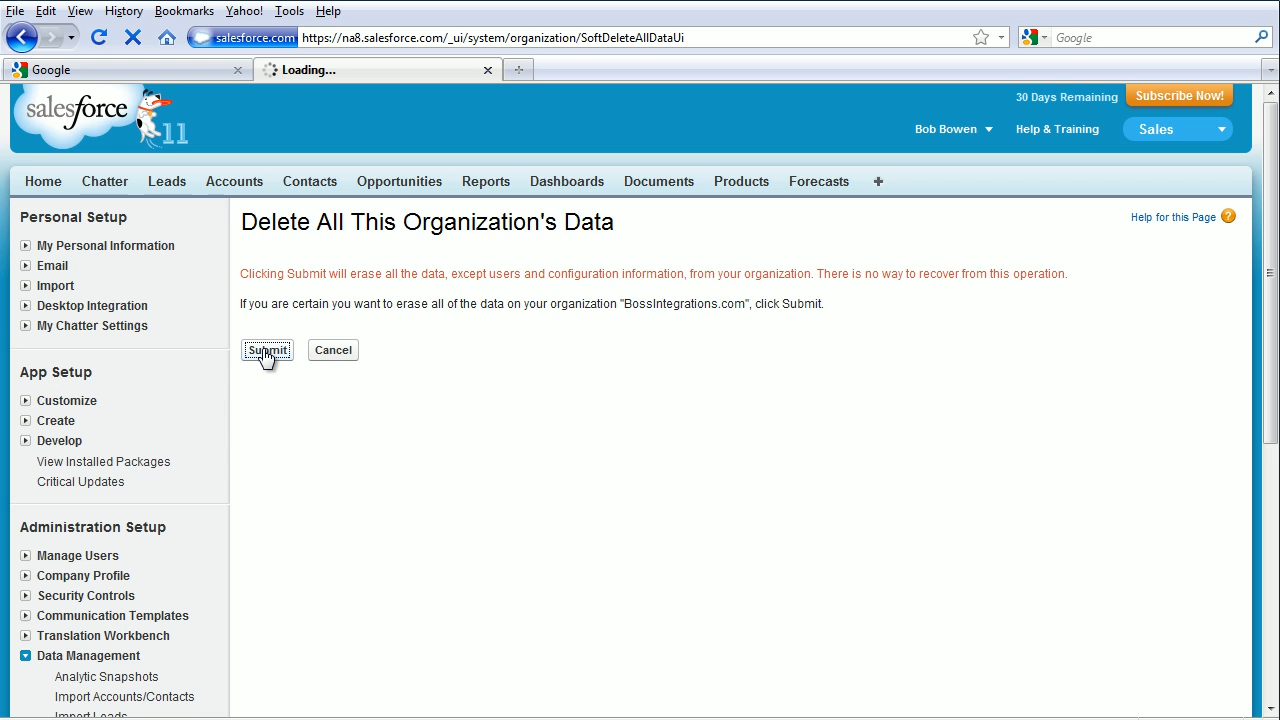 File Edit View History Bookmarks Yahoo! Tools Help
salesforce.com https://na8.salesforce.com/_ui/system/organization/SoftDeleteAllDataUi Google
Google Loading...
salesforce 11
30 Days Remaining Subscribe Now!
Bob Bowen Help & Training Sales
Home Chatter Leads Accounts Contacts Opportunities Reports Dashboards Documents Products Forecasts +
Personal Setup
My Personal Information
Email
Import
Desktop Integration
My Chatter Settings
App Setup
Customize
Create
Develop
View Installed Packages
Critical Updates
Administration Setup
Manage Users
Company Profile
Security Controls
Communication Templates
Translation Workbench
Data Management
Analytic Snapshots
Import Accounts/Contacts
Import Leads
Delete All This Organization's Data
Help for this Page ?
Clicking Submit will erase all the data, except users and configuration information, from your organization. There is no way to recover from this operation.
If you are certain you want to erase all of the data on your organization "BossIntegrations.com", click Submit.
Submit Cancel